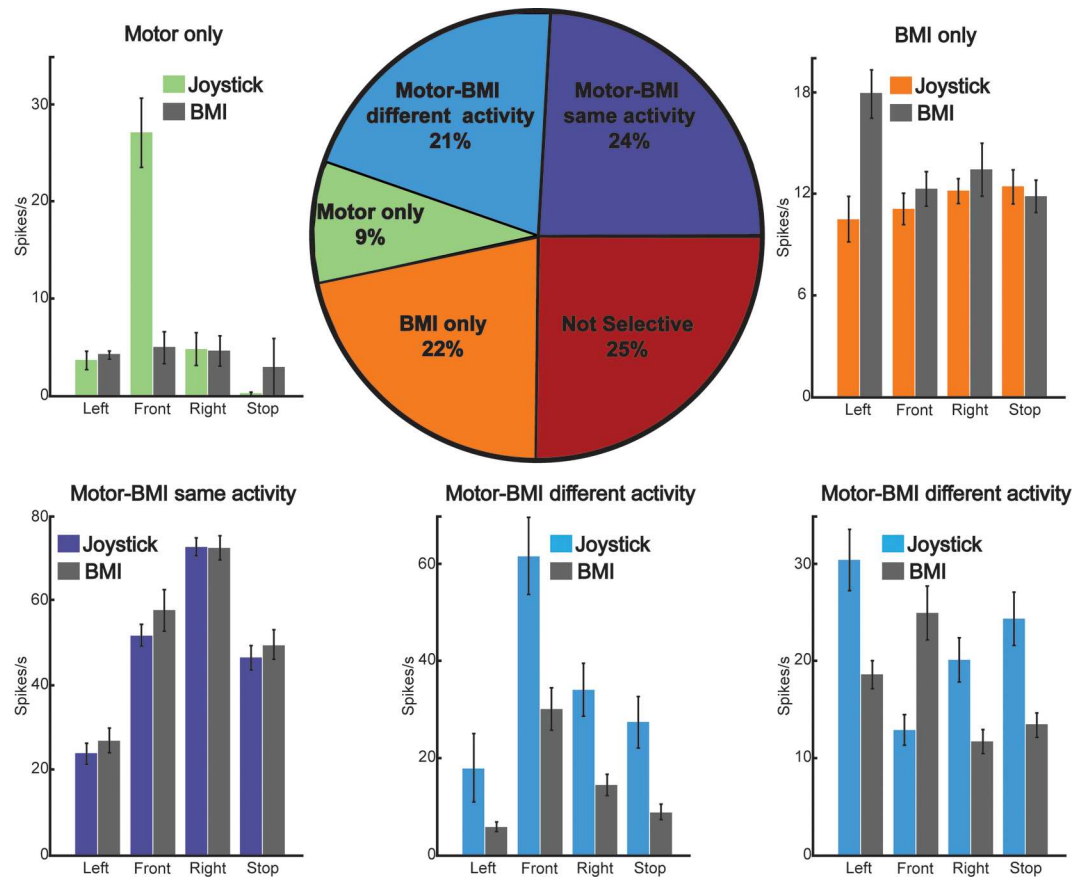 Motor only
Joystick
BMI
30
20
10
0
Spikes/s
Left Front Right Stop
Motor-BMI
different activity
21%
Motor-BMI
same activity
24%
Motor only
9%
BMI only
22%
Not Selective
25%
BMI only
Joystick
BMI
18
12
6
0
Spikes/s
Left Front Right Stop
Motor-BMI same activity
Joystick
BMI
80
60
40
20
0
Spikes/s
Left Front Right Stop
Motor-BMI different activity
Joystick
BMI
60
40
20
0
Spikes/s
Left Front Right Stop
Motor-BMI different activity
Joystick
BMI
30
20
10
0
Spikes/s
Left Front Right Stop